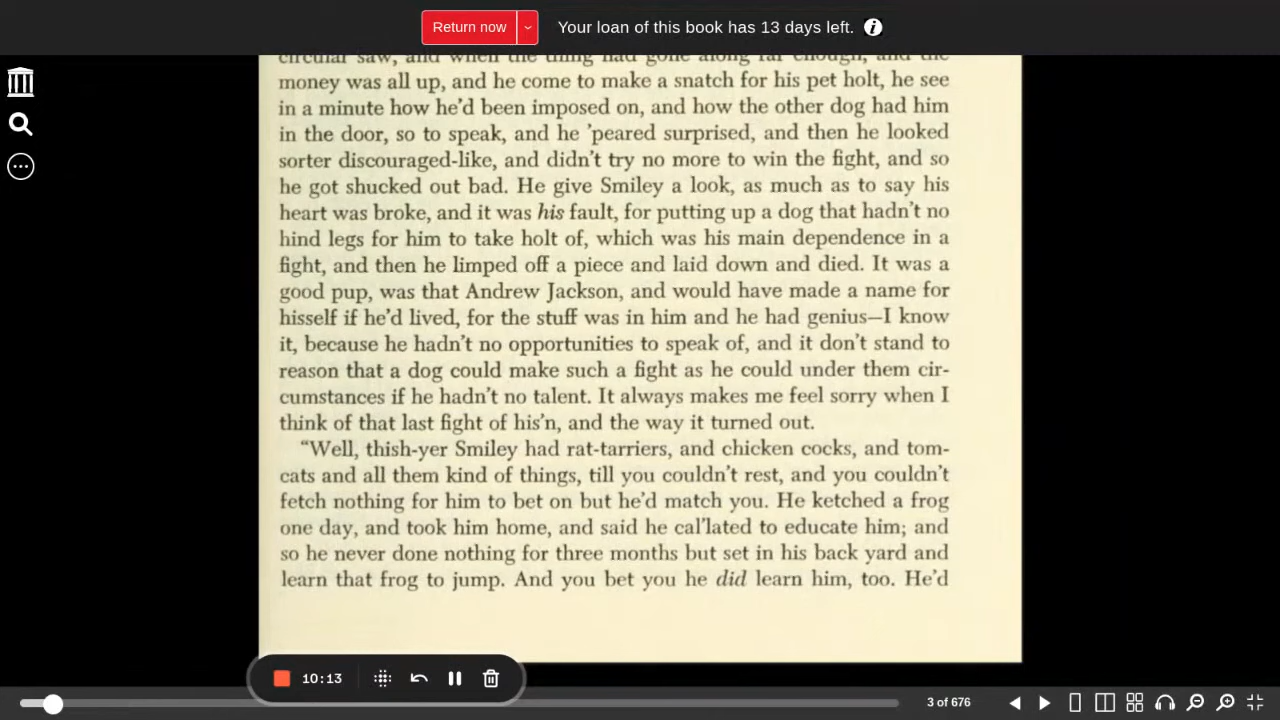 Return now
Your loan of this book has 13 days left.
circular saw, and when the thing had gone along far enough, and the
money was all up, and he come to make a snatch for his pet holt, he see
in a minute how he’d been imposed on, and how the other dog had him
in the door, so to speak, and he ’peared surprised, and then he looked
sorter discouraged-like, and didn’t try no more to win the fight, and so
he got shucked out bad. He give Smiley a look, as much as to say his
heart was broke, and it was his fault, for putting up a dog that hadn’t no
hind legs for him to take holt of, which was his main dependence in a
fight, and then he limped off a piece and laid down and died. It was a
good pup, was that Andrew Jackson, and would have made a name for
hisself if he’d lived, for the stuff was in him and he had genius—I know
it, because he hadn’t no opportunities to speak of, and it don’t stand to
reason that a dog could make such a fight as he could under them cir-
cumstances if he hadn’t no talent. It always makes me feel sorry when I
think of that last fight of his’n, and the way it turned out.
“Well, thish-yer Smiley had rat-tarriers, and chicken cocks, and tom-
cats and all them kind of things, till you couldn’t rest, and you couldn’t
fetch nothing for him to bet on but he’d match you. He ketched a frog
one day, and took him home, and said he cal’lated to educate him; and
so he never done nothing for three months but set in his back yard and
learn that frog to jump. And you bet you he did learn him, too. He’d
10:13
3 of 676